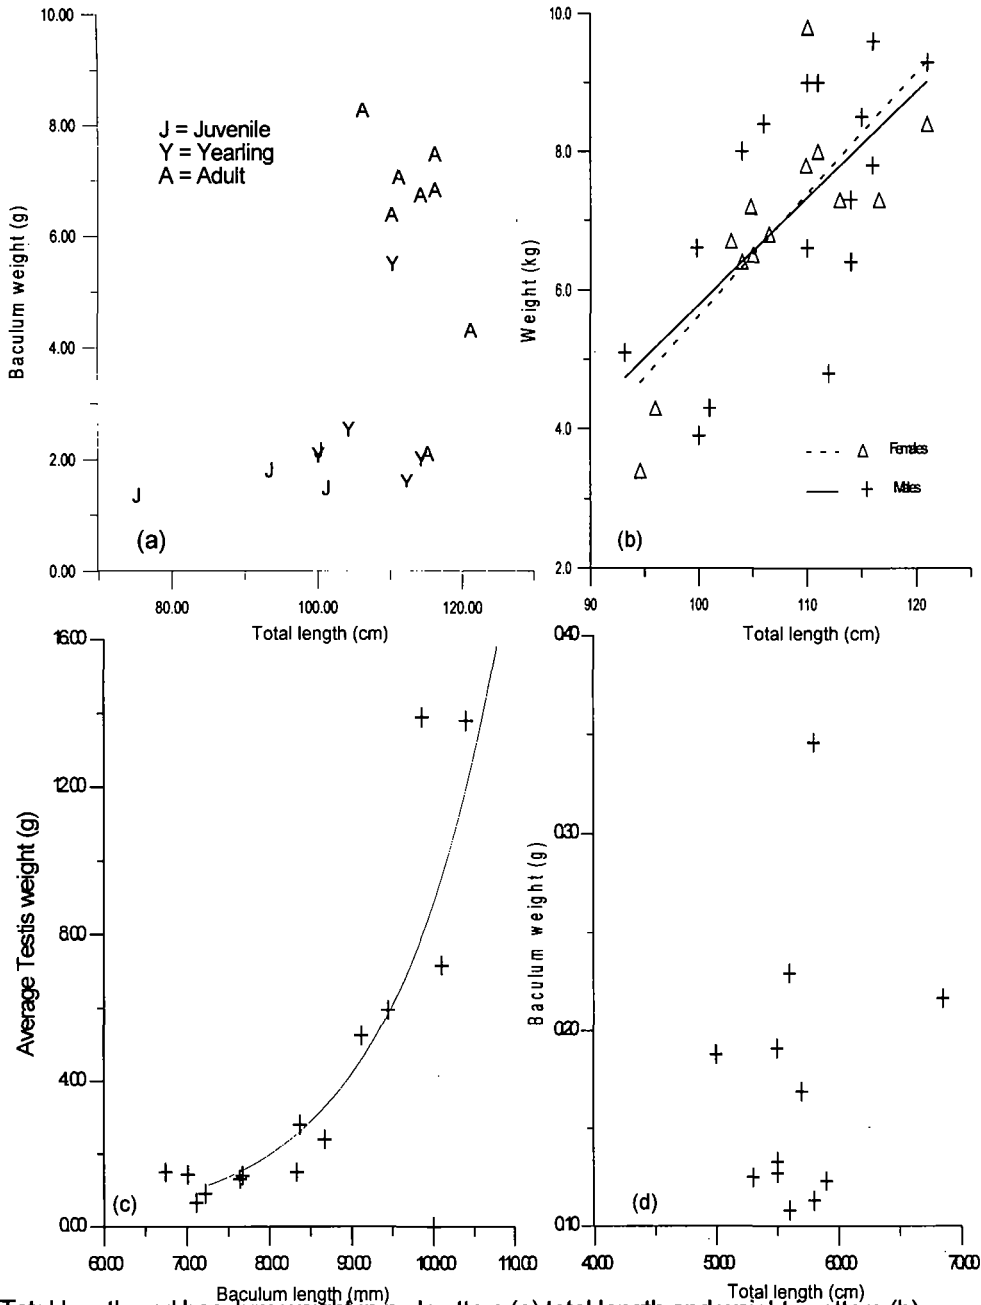 10.00
8.00
6.00
4.00
2.00
0.00
Baculum weight (g)
J = Juvenile
Y = Yearling
A = Adult
A
A
A
A
A
A
A
Y
A
Y
Y
Y
A
J
Y
J
J
(a)
80.00 100.00 120.00
Total length (cm)
10.0
8.0
6.0
4.0
2.0
Weight (kg)
Females
Males
(b)
90 100 110 120
Total length (cm)
16.00
12.00
8.00
4.00
0.00
Average Testis weight (g)
(c)
60.00 70.00 80.00 90.00 100.00 110.00
Baculum length (mm)
0.40
0.30
0.20
0.10
Baculum weight (g)
(d)
40.00 50.00 60.00 70.00
Total length (cm)